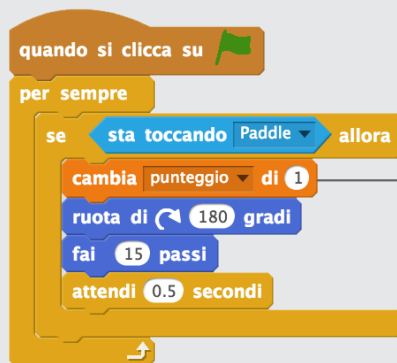 quando si clicca su
per sempre
se sta toccando Paddle allora
cambia punteggio di 1
ruota di 180 gradi
fai 15 passi
attendi 0.5 secondi